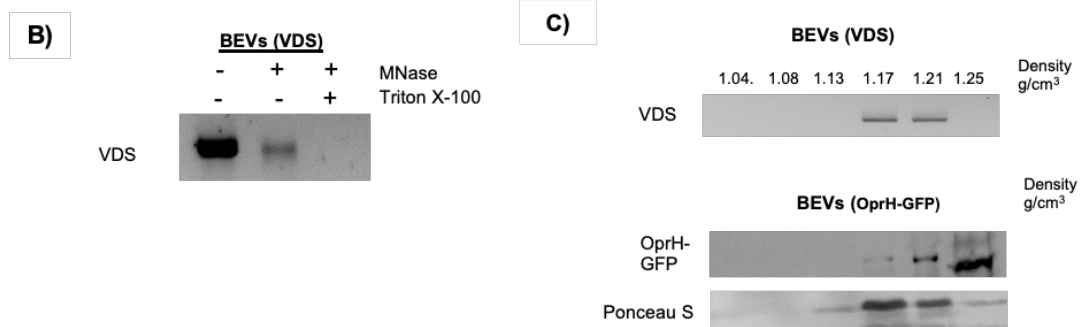 B)
BEVs (VDS)
- + +
MNase
- - +
Triton X-100
VDS
C)
BEVs (VDS)
1.04. 1.08 1.13 1.17 1.21 1.25
Density
g/cm3
VDS
Density
g/cm3
BEVs (OprH-GFP)
OprH-
GFP
Ponceau S